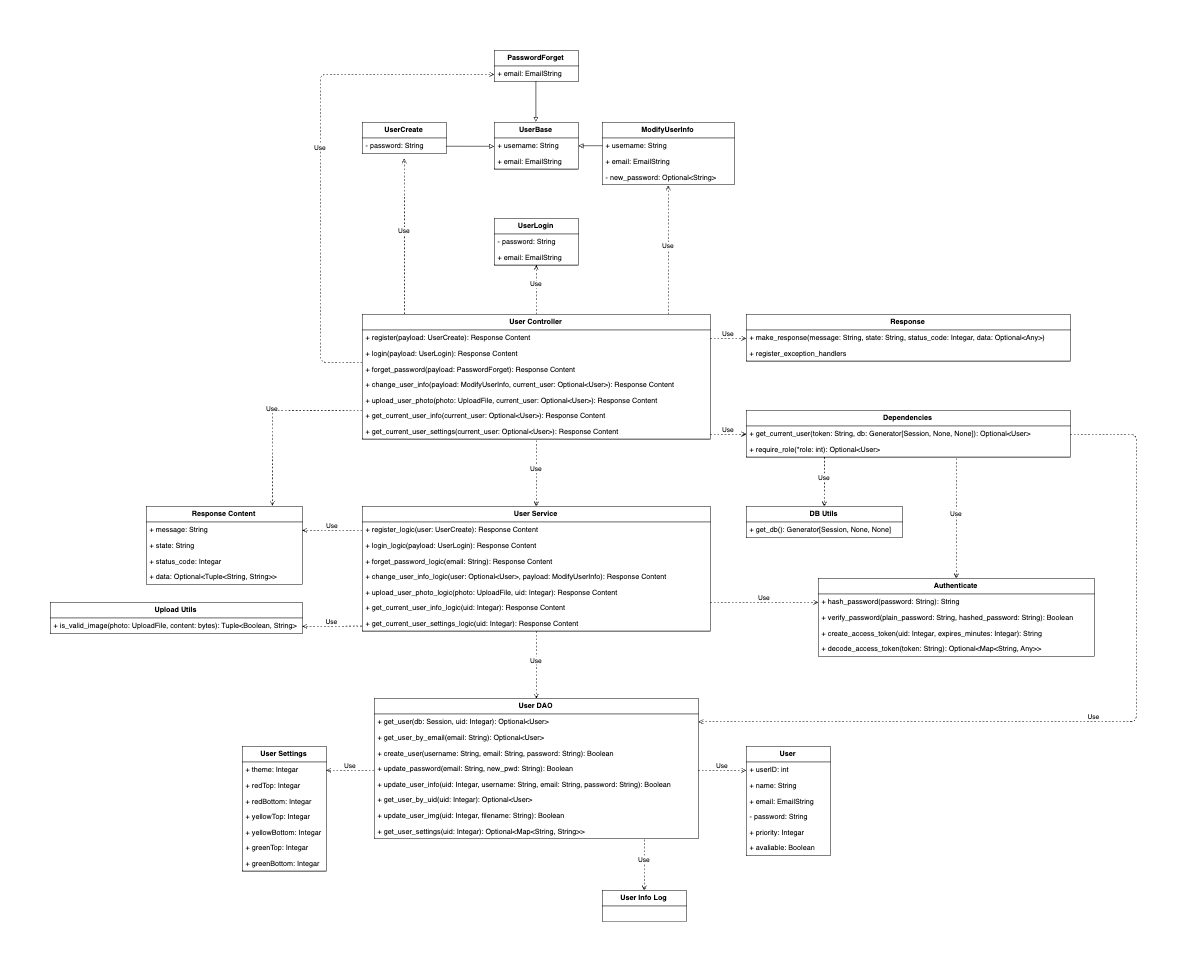 PasswordForget
+ email: EmailString
UserCreate
- password: String
UserBase
+ username: String
+ email: EmailString
ModifyUserInfo
+ username: String
+ email: EmailString
- new_password: Optional<String>
Use
Use
Use
UserLogin
- password: String
+ email: EmailString
Use
User Controller
+ register(payload: UserCreate): Response Content
+ login(payload: UserLogin): Response Content
+ forget_password(payload: PasswordForget): Response Content
+ change_user_info(payload: ModifyUserInfo, current_user: Optional<User>): Response Content
+ upload_user_photo(photo: UploadFile, current_user: Optional<User>): Response Content
+ get_current_user_info(current_user: Optional<User>): Response Content
+ get_current_user_settings(current_user: Optional<User>): Response Content
Use
Response
+ make_response(message: String, state: String, status_code: Integar, data: Optional<Any>)
+ register_exception_handlers
Use
Use
Dependencies
+ get_current_user(token: String, db: Generator[Session, None, None]): Optional<User>
+ require_role(*role: int): Optional<User>
Use
Use
Use
Response Content
+ message: String
+ state: String
+ status_code: Integar
+ data: Optional<Tuple<String, String>>
Use
User Service
+ register_logic(user: UserCreate): Response Content
+ login_logic(payload: UserLogin): Response Content
+ forget_password_logic(email: String): Response Content
+ change_user_info_logic(user: Optional<User>, payload: ModifyUserInfo): Response Content
+ upload_user_photo_logic(photo: UploadFile, uid: Integar): Response Content
+ get_current_user_info_logic(uid: Integar): Response Content
+ get_current_user_settings_logic(uid: Integar): Response Content
DB Utils
+ get_db(): Generator[Session, None, None]
Upload Utils
+ is_valid_image(photo: UploadFile, content: bytes): Tuple<Boolean, String>
Use
Use
Authenticate
+ hash_password(password: String): String
+ verify_password(plain_password: String, hashed_password: String): Boolean
+ create_access_token(uid: Integar, expires_minutes: Integar): String
+ decode_access_token(token: String): Optional<Map<String, Any>>
Use
User DAO
+ get_user(db: Session, uid: Integar): Optional<User>
+ get_user_by_email(email: String): Optional<User>
+ create_user(username: String, email: String, password: String): Boolean
+ update_password(email: String, new_pwd: String): Boolean
+ update_user_info(uid: Integar, username: String, email: String, password: String): Boolean
+ get_user_by_uid(uid: Integar): Optional<User>
+ update_user_img(uid: Integar, filename: String): Boolean
+ get_user_settings(uid: Integar): Optional<Map<String, String>>
Use
User Settings
+ theme: Integar
+ redTop: Integar
+ redBottom: Integar
+ yellowTop: Integar
+ yellowBottom: Integar
+ greenTop: Integar
+ greenBottom: Integar
Use
Use
User
+ userID: int
+ name: String
+ email: EmailString
- password: String
+ priority: Integar
+ avaliable: Boolean
Use
User Info Log